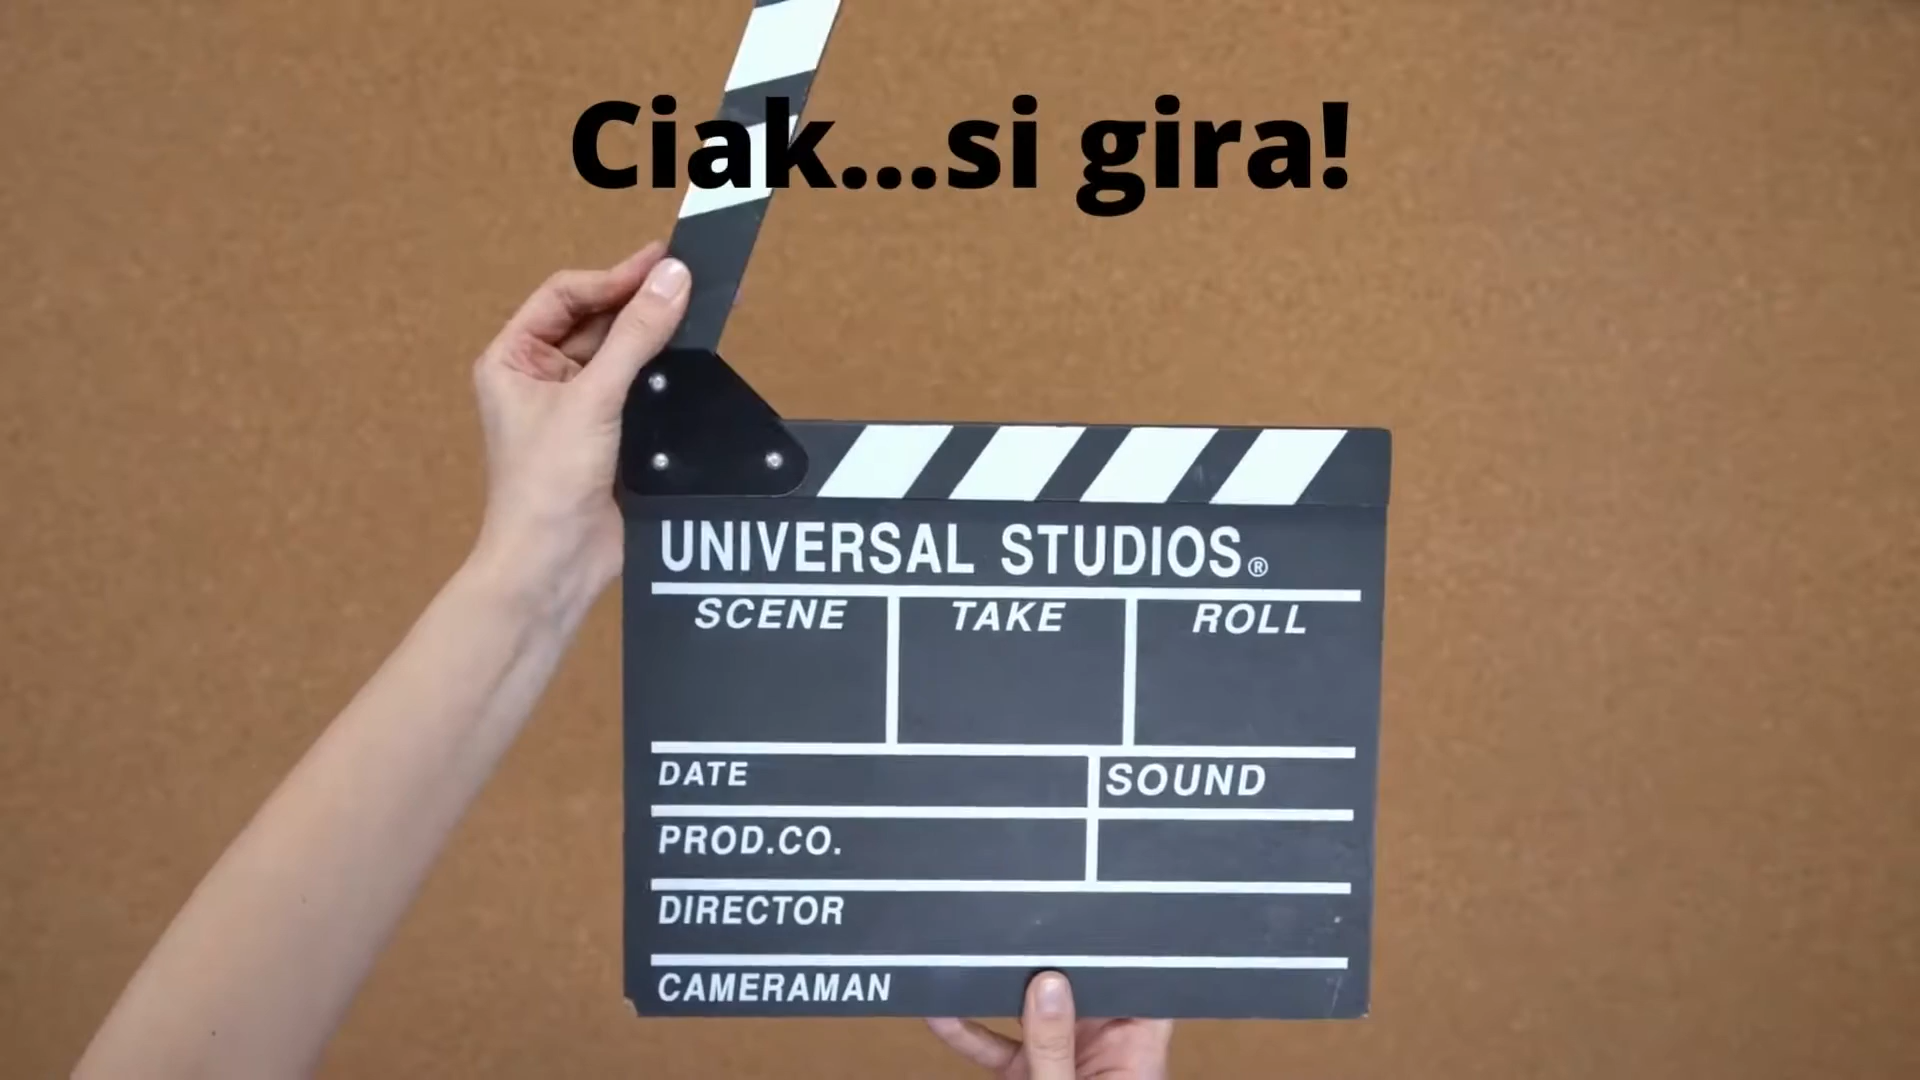 Ciak...si gira!
UNIVERSAL STUDIOS®
SCENE TAKE ROLL
DATE SOUND
PROD.CO.
DIRECTOR
CAMERAMAN